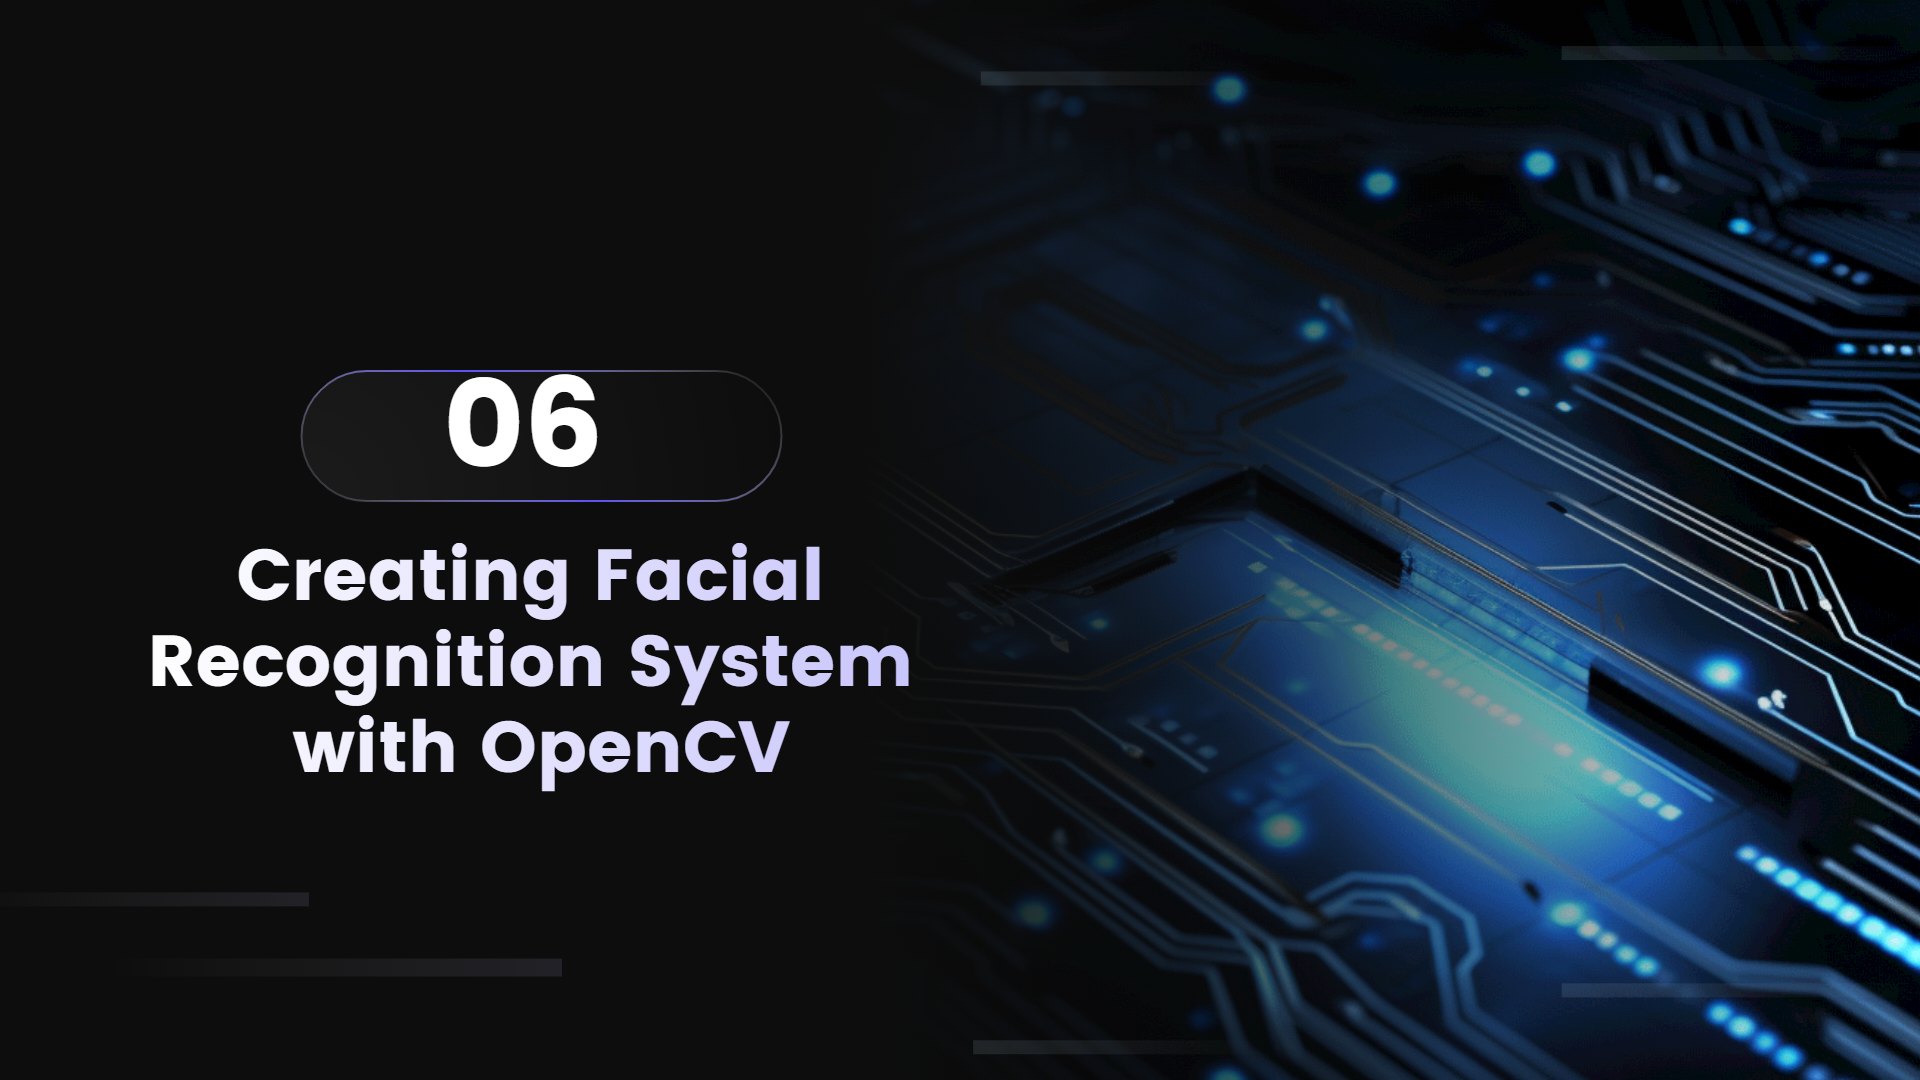 06
Creating Facial
Recognition System
with OpenCV